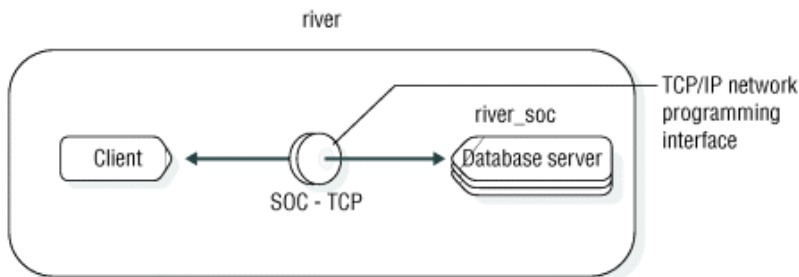 river
TCP/IP network
programming
interface
river_soc
Client
Database server
SOC - TCP